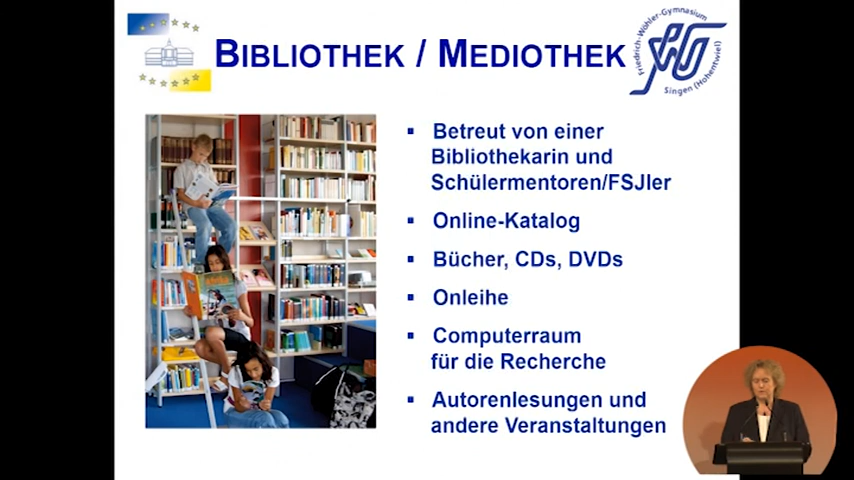 BIBLIOTHEK / MEDIOTHEK
Friedrich-Wöhler-Gymnasium
Singen (Hohentwiel)
▪ Betreut von einer
Bibliothekarin und
Schülermentoren/FSJler
▪ Online-Katalog
▪ Bücher, CDs, DVDs
▪ Onleihe
▪ Computerraum
für die Recherche
▪ Autorenlesungen und
andere Veranstaltungen